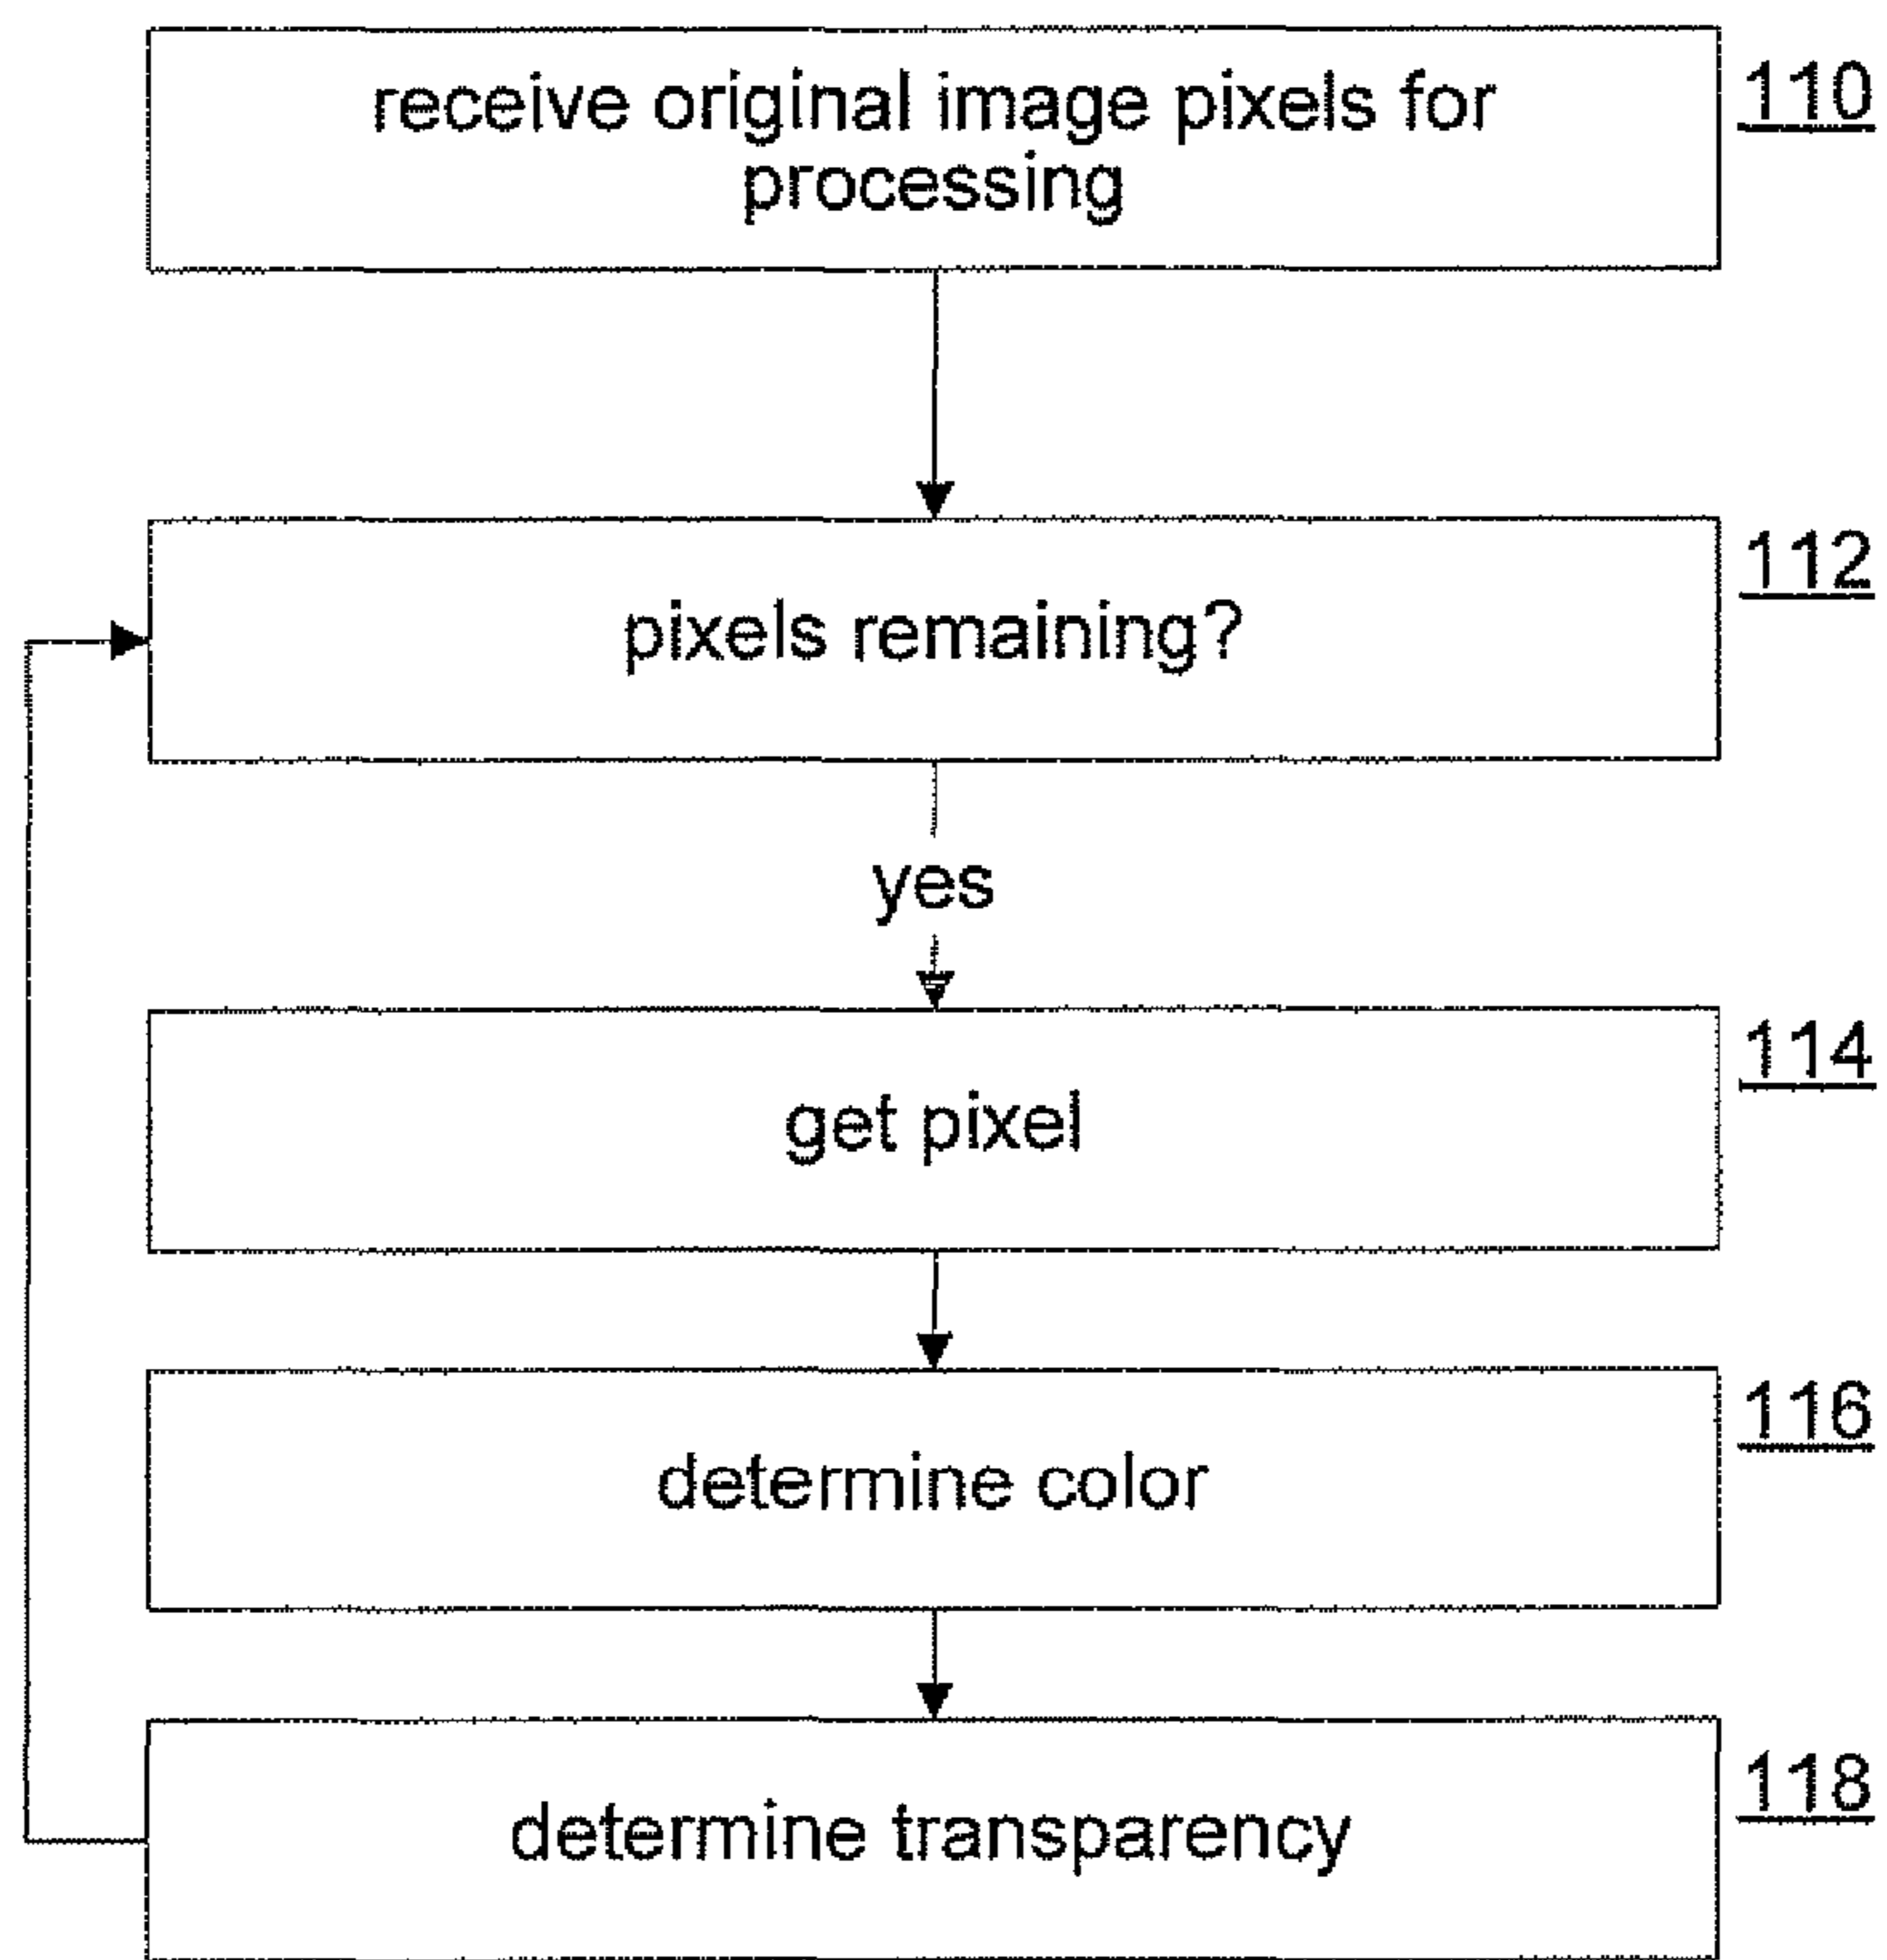 receive original image pixels for
processing
110
pixels remaining?
112
yes
get pixel
114
determine color
116
determine transparency
118